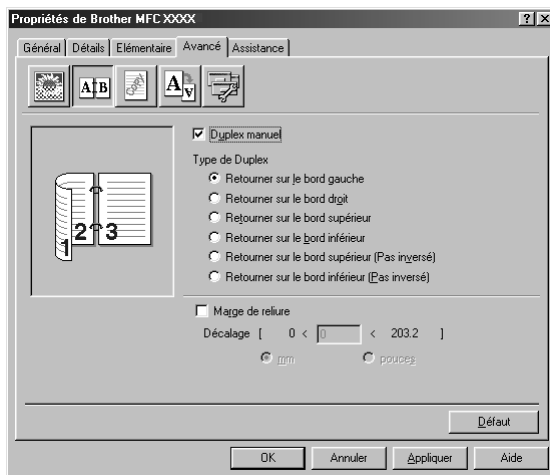 Propriétés de Brother MFC XXXX
Général Détails Elémentaire Avancé Assistance
A B
A A
Duplex manuel
Type de Duplex
Retourner sur le bord gauche
Retourner sur le bord droit
Retourner sur le bord supérieur
Retourner sur le bord inférieur
Retourner sur le bord supérieur (Pas inversé)
Retourner sur le bord inférieur (Pas inversé)
1 2 3
Marge de reliure
Décalage [ 0 < 0 < 203.2 ]
mm pouces
Défaut
OK Annuler Appliquer Aide